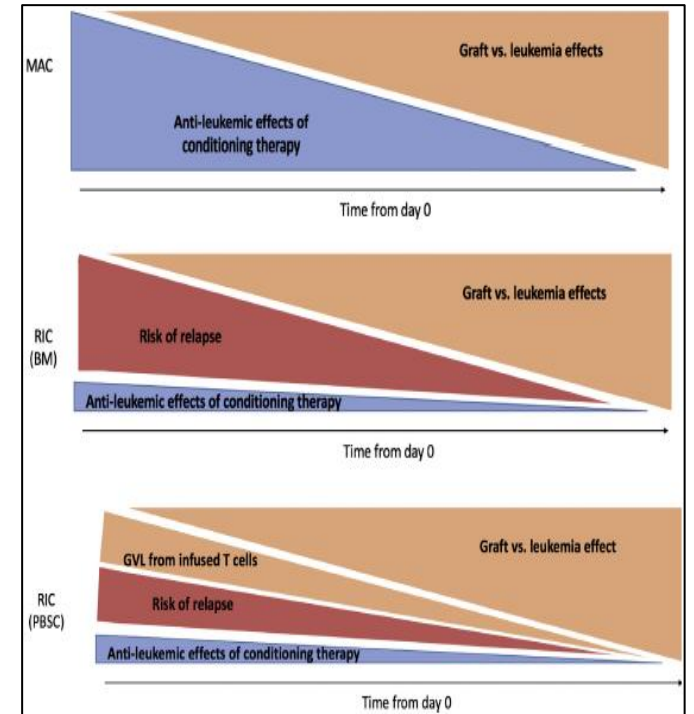 MAC
Graft vs. leukemia effects
Anti-leukemic effects of
conditioning therapy
Time from day 0
RIC
(BM)
Graft vs. leukemia effects
Risk of relapse
Anti-leukemic effects of conditioning therapy
Time from day 0
RIC
(PBSC)
GVL from infused T cells
Graft vs. leukemia effect
Risk of relapse
Anti-leukemic effects of conditioning therapy
Time from day 0